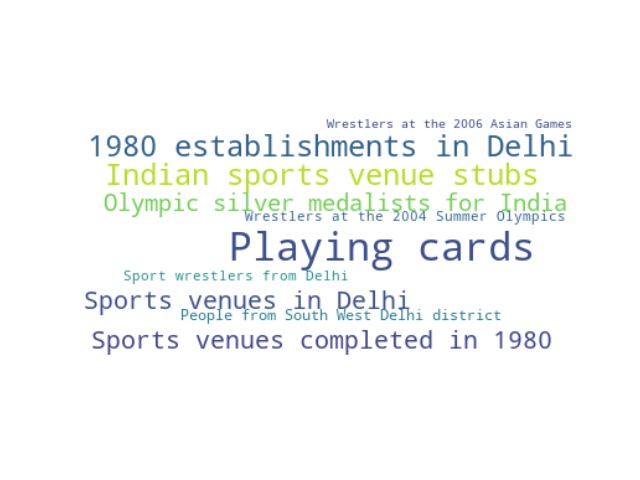 Wrestlers at the 2006 Asian Games
1980 establishments in Delhi
Indian sports venue stubs
Olympic silver medalists for India
Wrestlers at the 2004 Summer Olympics
Playing cards
Sport wrestlers from Delhi
Sports venues in Delhi
People from South West Delhi district
Sports venues completed in 1980